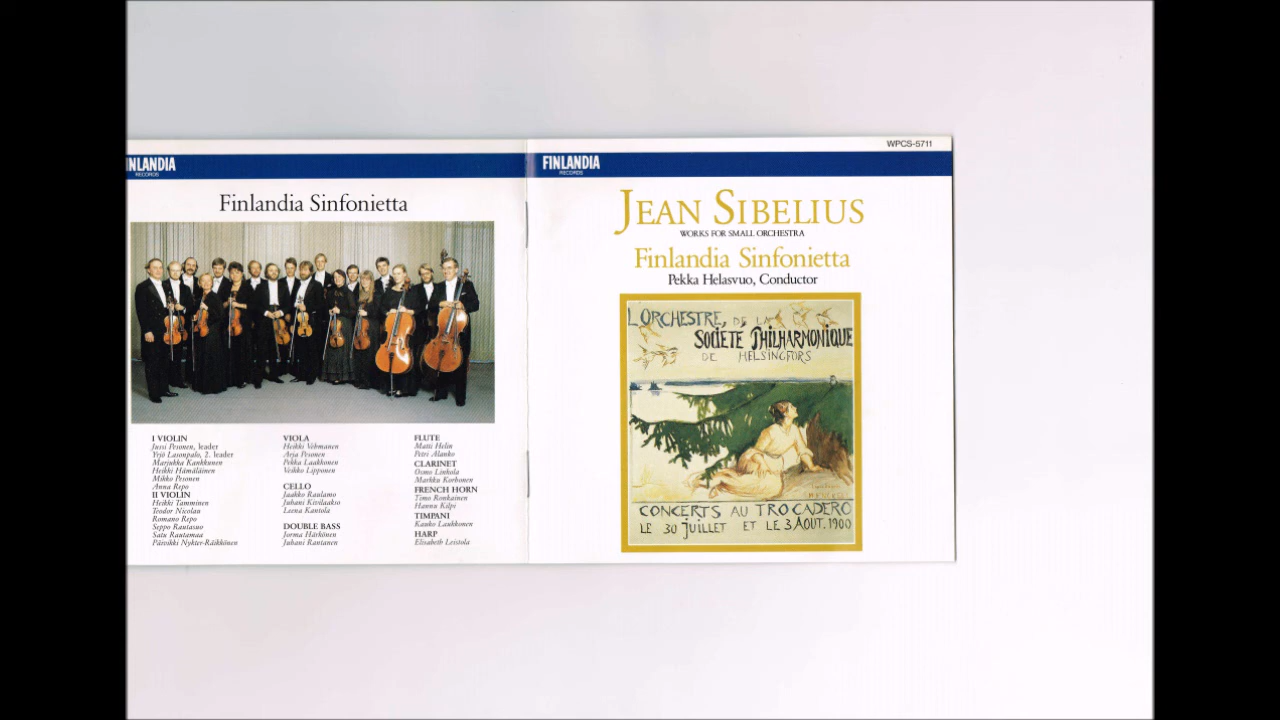 INLANDIA
RECORDS
Finlandia Sinfonietta
I VIOLIN
Jussi Pesonen, leader
Yrjö Lasonpalo, 2. leader
Marjukka Kankkunen
Heikki Hämäläinen
Mikko Pesonen
Anna Repo
II VIOLIN
Heikki Tamminen
Teodor Nicolau
Romano Repo
Seppo Rautasuo
Satu Rautamaa
Päivikki Nykter-Räikkönen
VIOLA
Heikki Vehmanen
Arja Pesonen
Pekka Laakkonen
Veikko Lipponen
CELLO
Jaakko Raulamo
Juhani Kivilaakso
Leena Kantola
DOUBLE BASS
Jorma Härkönen
Juhani Rantanen
FLUTE
Matti Helin
Petri Alanko
CLARINET
Osmo Linkola
Markku Korhonen
FRENCH HORN
Timo Ronkainen
Hannu Kilpi
TIMPANI
Kauko Laukkonen
HARP
Elisabeth Leistola
WPCS-5711
FINLANDIA
RECORDS
JEAN SIBELIUS
WORKS FOR SMALL ORCHESTRA
Finlandia Sinfonietta
Pekka Helasvuo, Conductor
L'ORCHESTRE, DE LA
SOCIETE PHILHARMONIQUE
DE HELSINGFORS
CONCERTS AU TROCADERO
LE 30 JUILLET ET LE 3 AOUT. 1900